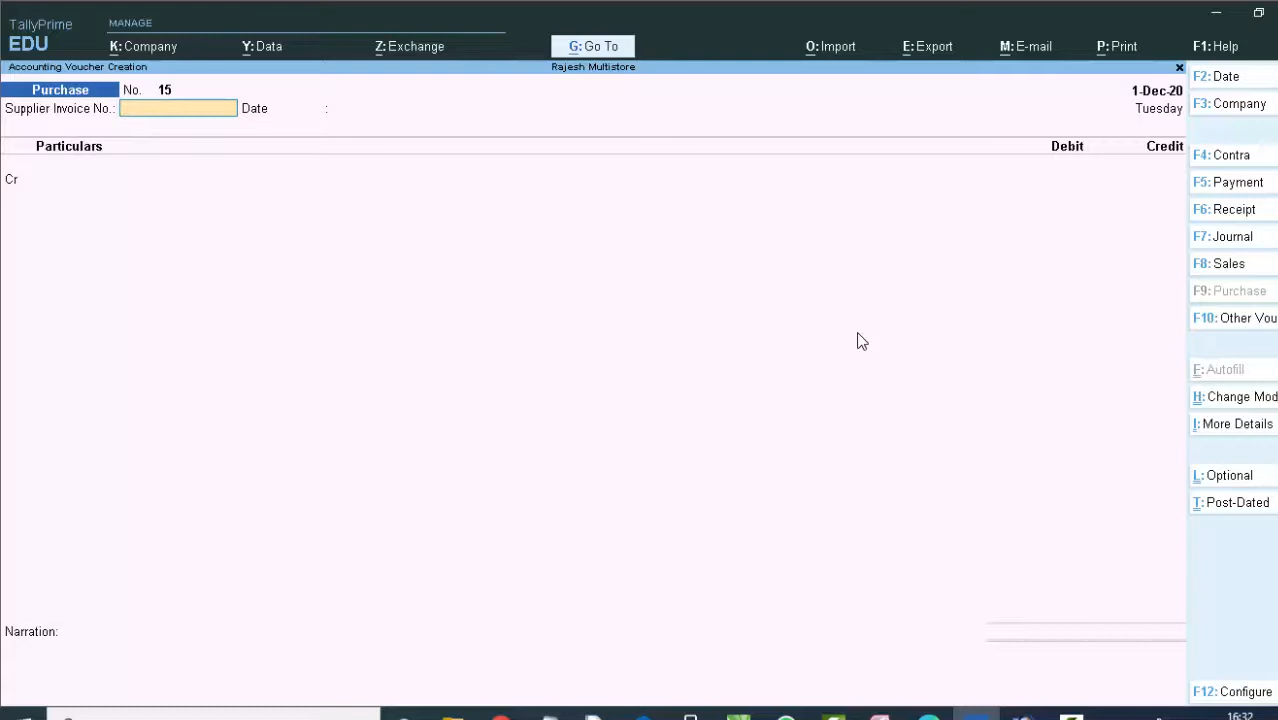 TallyPrime
EDU
MANAGE
K: Company
Y: Data
Z: Exchange
G: Go To
O: Import
E: Export
M: E-mail
P: Print
F1: Help
Accounting Voucher Creation
Rajesh Multistore
×
Purchase No. 15
1-Dec-20
Supplier Invoice No.: Date :
Tuesday
Particulars
Debit
Credit
Cr
Narration:
F2: Date
F3: Company
F4: Contra
F5: Payment
F6: Receipt
F7: Journal
F8: Sales
F9: Purchase
F10: Other Vou
F: Autofill
H: Change Mod
I: More Details
L: Optional
T: Post-Dated
F12: Configure
16:32